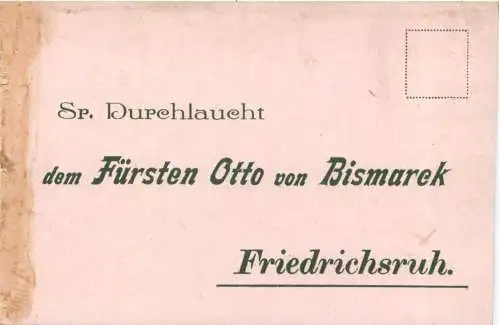 Sr. Durchlaucht
dem Fürsten Otto von Bismarck
Friedrichsruh.